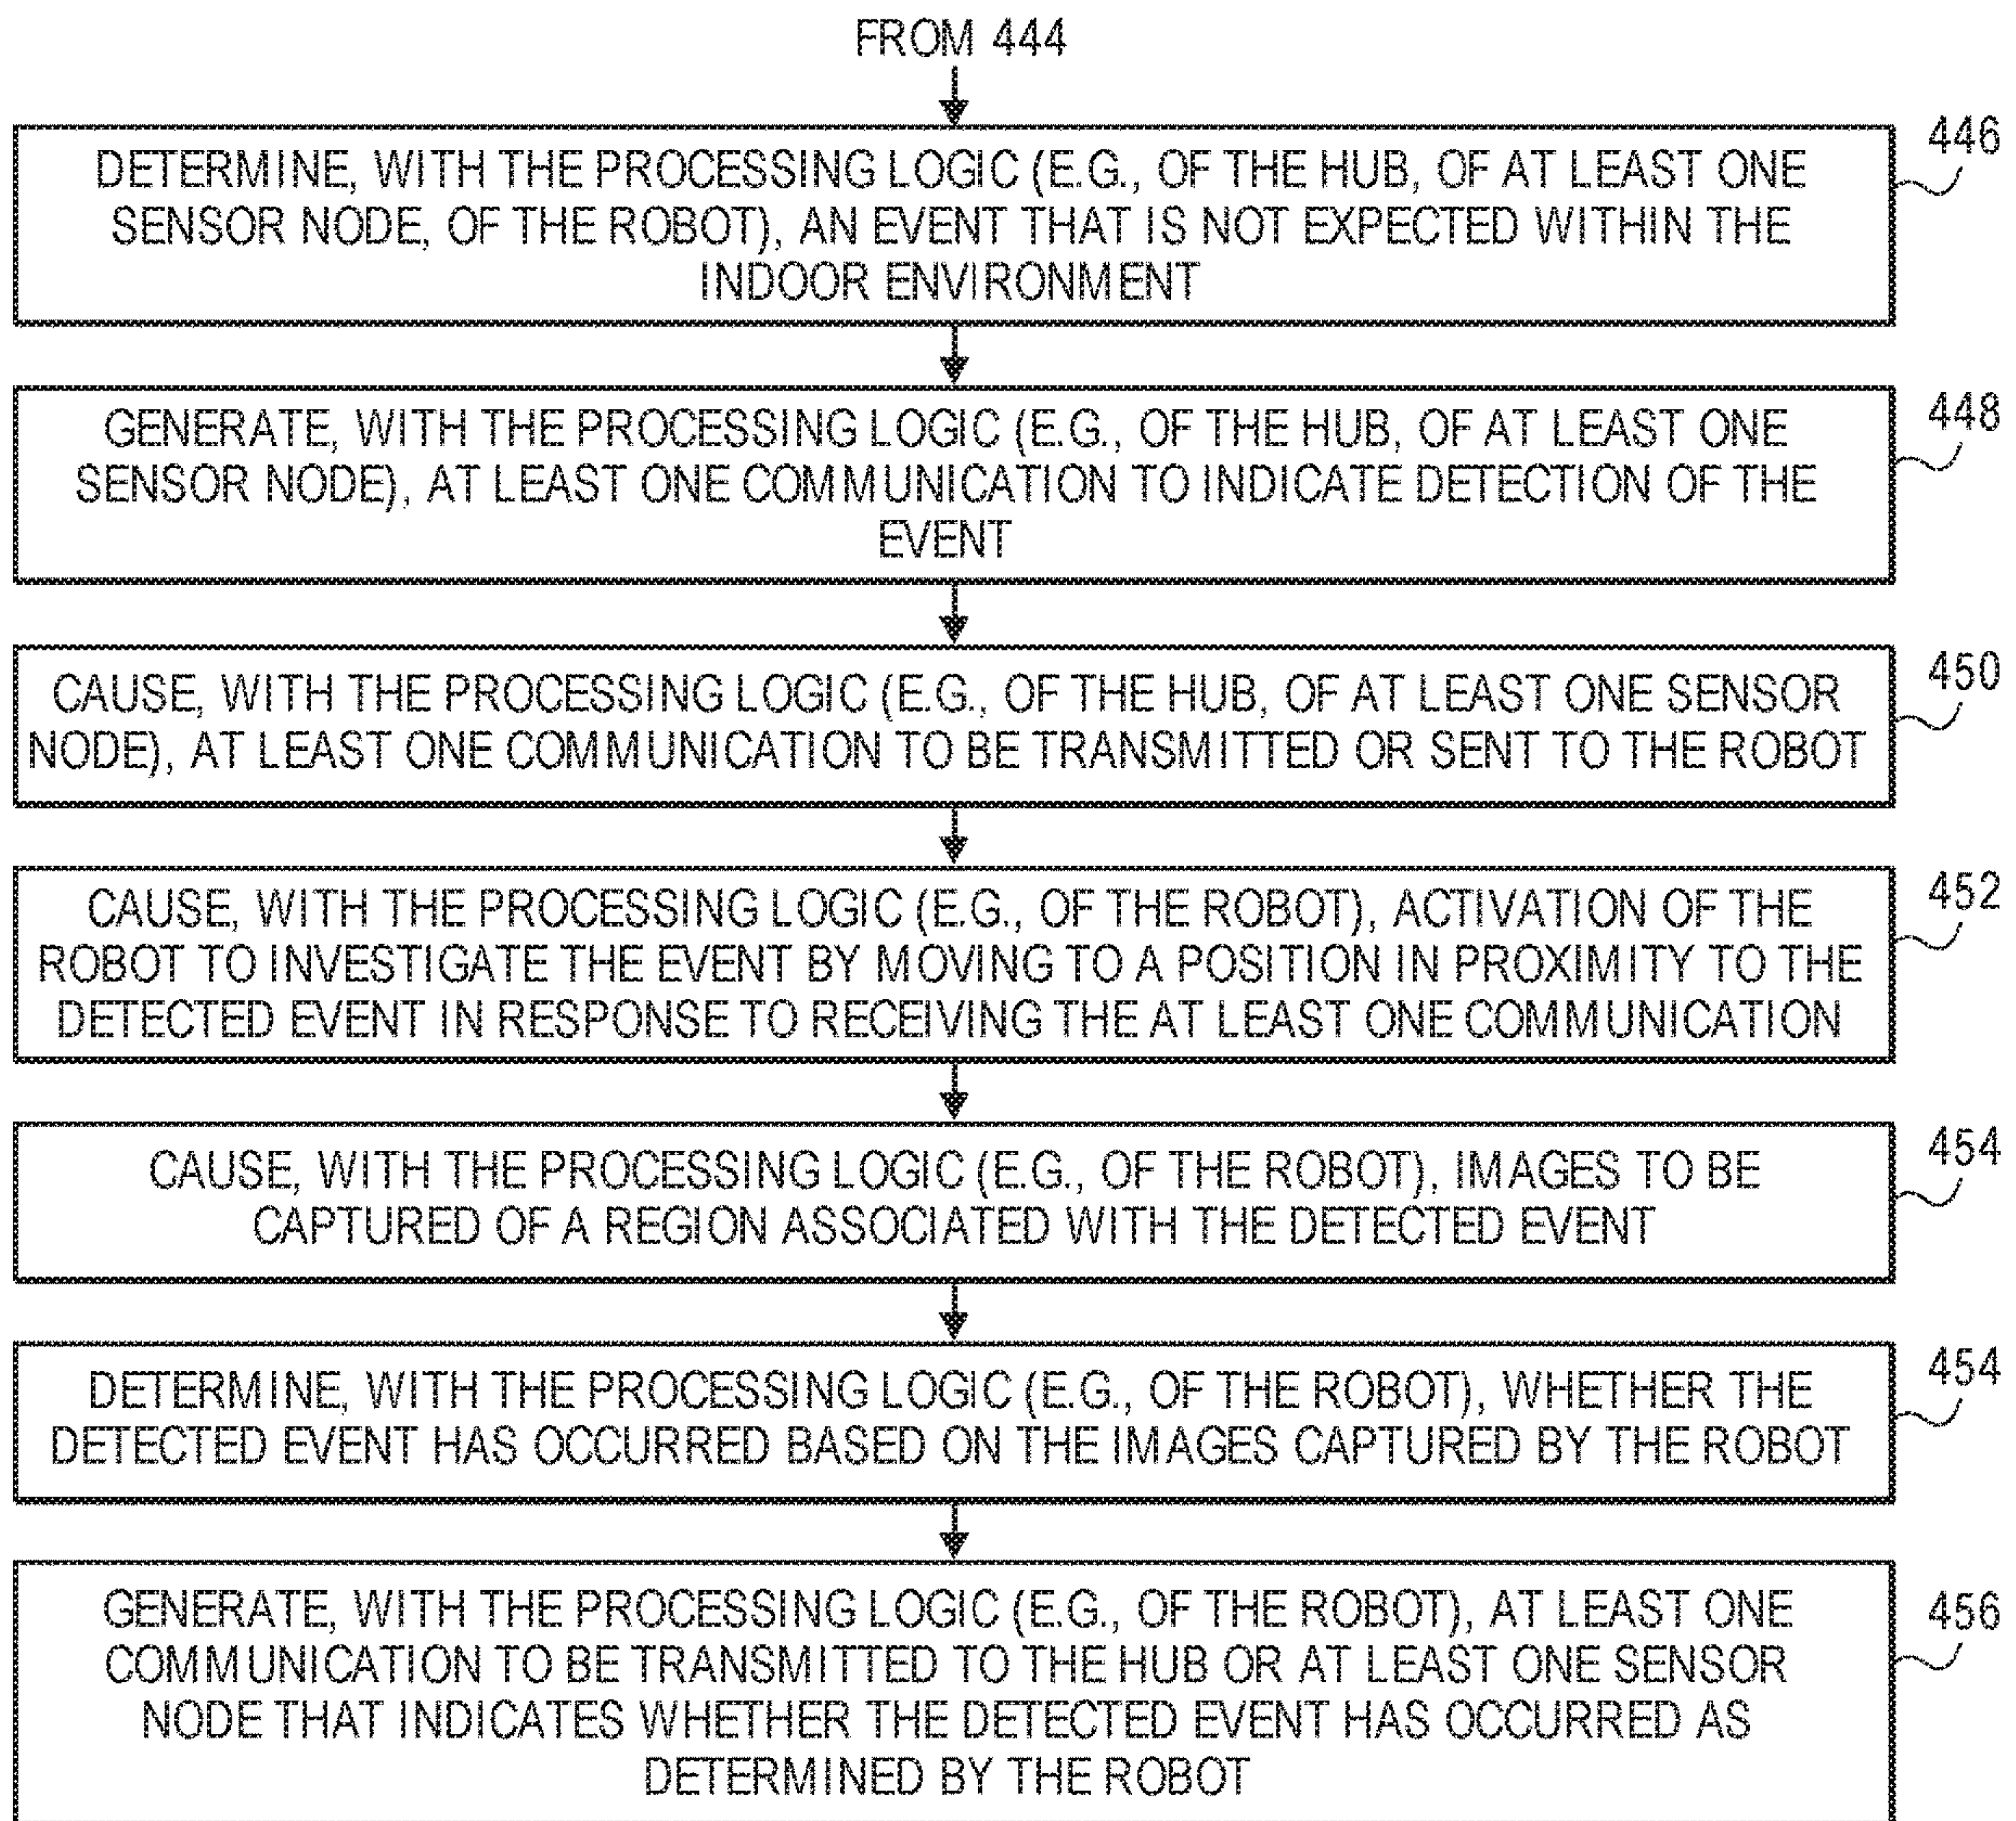 FROM 444
446
DETERMINE, WITH THE PROCESSING LOGIC (E.G., OF THE HUB, OF AT LEAST ONE
SENSOR NODE, OF THE ROBOT), AN EVENT THAT IS NOT EXPECTED WITHIN THE
INDOOR ENVIRONMENT
448
GENERATE, WITH THE PROCESSING LOGIC (E.G., OF THE HUB, OF AT LEAST ONE
SENSOR NODE), AT LEAST ONE COMMUNICATION TO INDICATE DETECTION OF THE
EVENT
450
CAUSE, WITH THE PROCESSING LOGIC (E.G., OF THE HUB, OF AT LEAST ONE SENSOR
NODE), AT LEAST ONE COMMUNICATION TO BE TRANSMITTED OR SENT TO THE ROBOT
452
CAUSE, WITH THE PROCESSING LOGIC (E.G., OF THE ROBOT), ACTIVATION OF THE
ROBOT TO INVESTIGATE THE EVENT BY MOVING TO A POSITION IN PROXIMITY TO THE
DETECTED EVENT IN RESPONSE TO RECEIVING THE AT LEAST ONE COMMUNICATION
454
CAUSE, WITH THE PROCESSING LOGIC (E.G., OF THE ROBOT), IMAGES TO BE
CAPTURED OF A REGION ASSOCIATED WITH THE DETECTED EVENT
454
DETERMINE, WITH THE PROCESSING LOGIC (E.G., OF THE ROBOT), WHETHER THE
DETECTED EVENT HAS OCCURRED BASED ON THE IMAGES CAPTURED BY THE ROBOT
456
GENERATE, WITH THE PROCESSING LOGIC (E.G., OF THE ROBOT), AT LEAST ONE
COMMUNICATION TO BE TRANSMITTED TO THE HUB OR AT LEAST ONE SENSOR
NODE THAT INDICATES WHETHER THE DETECTED EVENT HAS OCCURRED AS
DETERMINED BY THE ROBOT